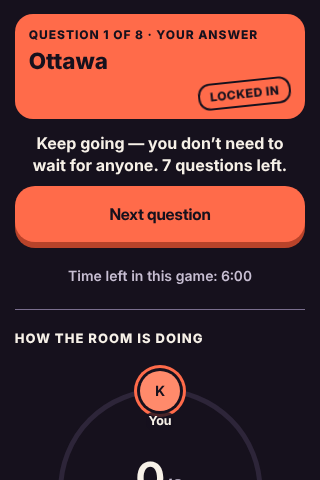 QUESTION 1 OF 8 · YOUR ANSWER
Ottawa
LOCKED IN
Keep going — you don’t need to
wait for anyone. 7 questions left.
Next question
Time left in this game: 6:00
HOW THE ROOM IS DOING
K
You